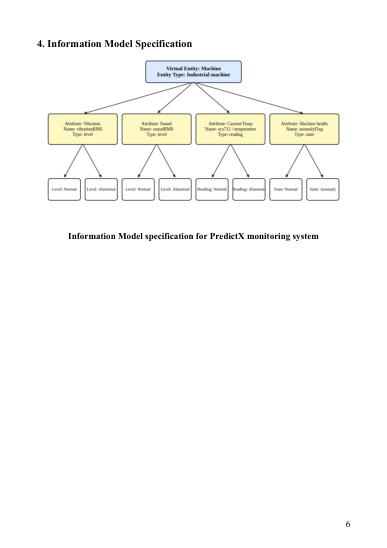 4. Information Model Specification
Virtual Entity: Machine
Entity Type: Industrial machine
Attribute: Vibration
Name: vibrationRMS
Type: level
Attribute: Sound
Name: soundRMS
Type: level
Attribute: Current/Temp
Name: acs712 / temperature
Type: reading
Attribute: Machine health
Name: anomalyFlag
Type: state
Level: Normal
Level: Abnormal
Level: Normal
Level: Abnormal
Reading: Normal
Reading: Abnormal
State: Normal
State: Anomaly
Information Model specification for PredictX monitoring system
6